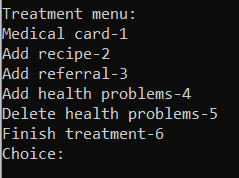 Treatment menu:
Medical card-1
Add recipe-2
Add referral-3
Add health problems-4
Delete health problems-5
Finish treatment-6
Choice: